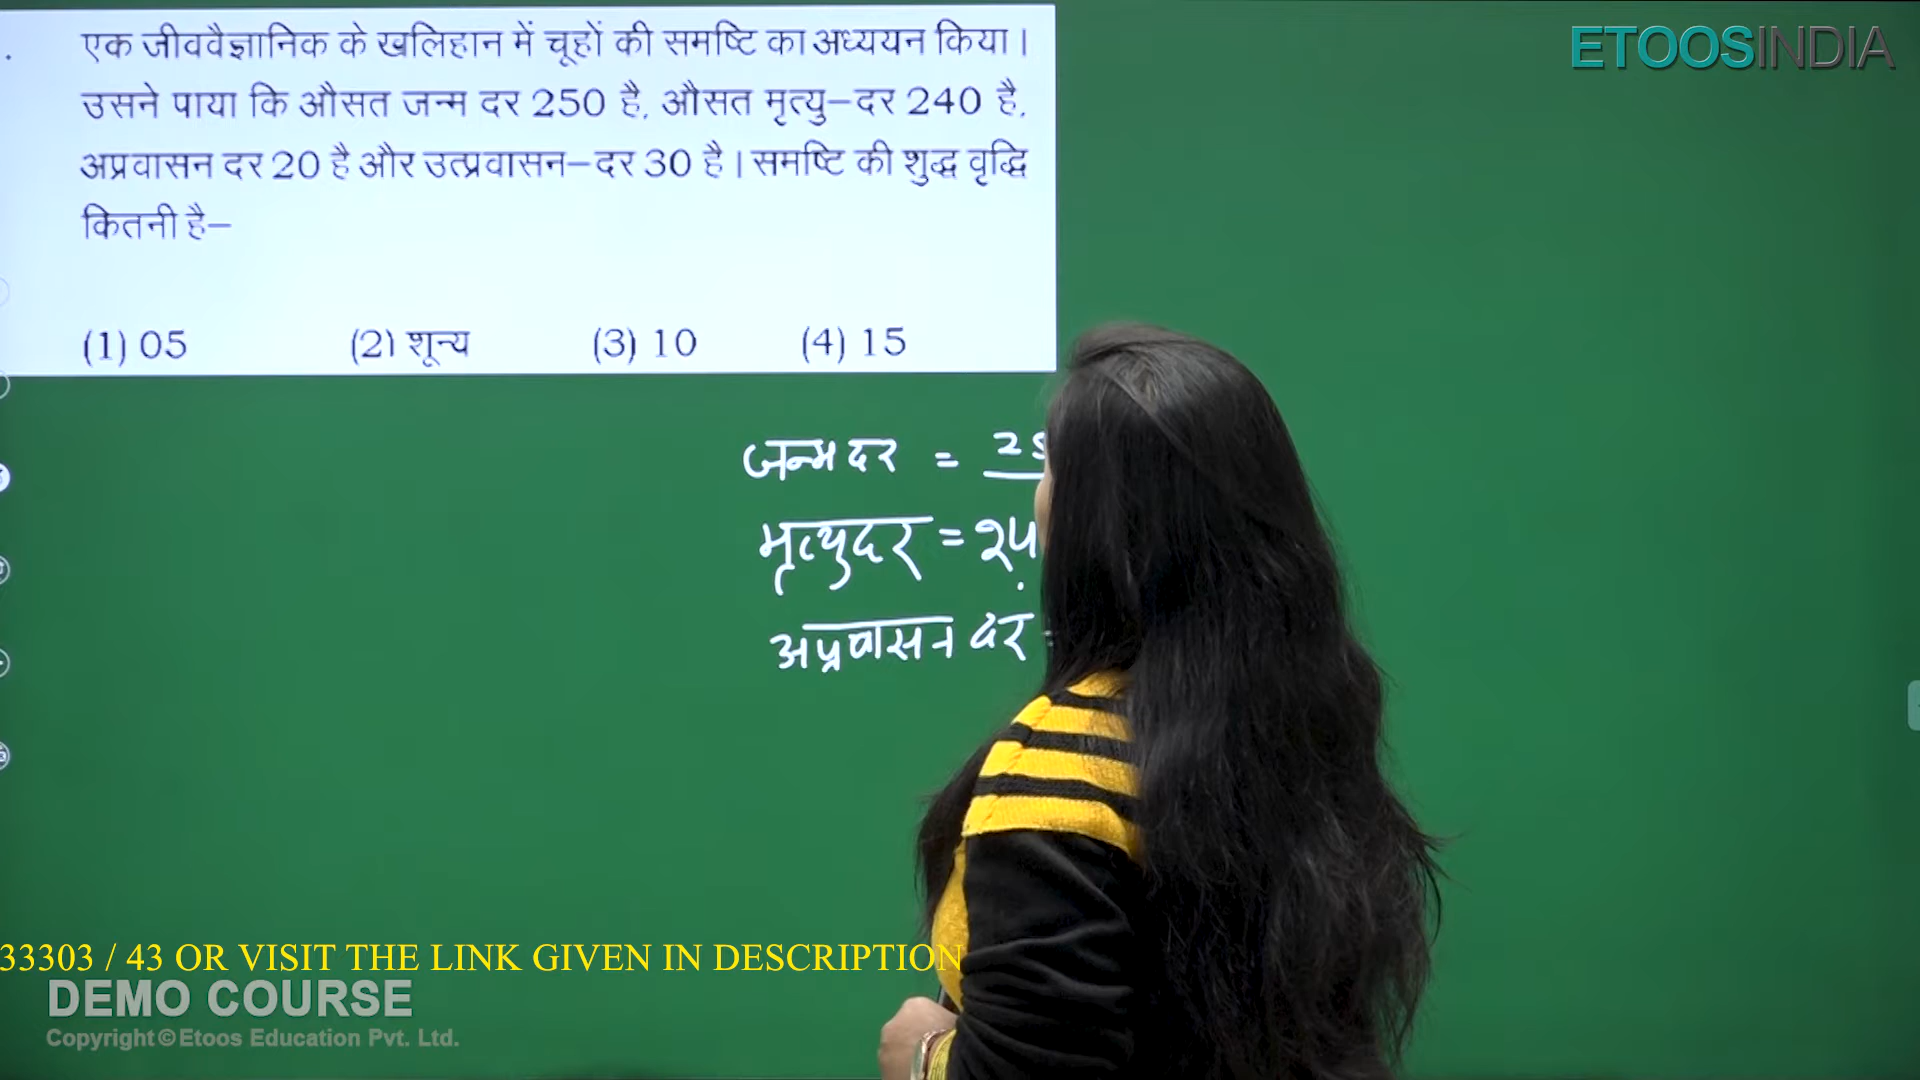 एक जीववैज्ञानिक के खलिहान में चूहों की समष्टि का अध्ययन किया।
उसने पाया कि औसत जन्म दर 250 है, औसत मृत्यु–दर 240 है,
अप्रवासन दर 20 है और उत्प्रवासन–दर 30 है। समष्टि की शुद्ध वृद्धि
कितनी है–
(1) 05 (2) शून्य (3) 10 (4) 15
ETOOSINDIA
जन्म दर = 25
मृत्युदर = २५
अप्रवासन दर =
33303 / 43 OR VISIT THE LINK GIVEN IN DESCRIPTION
DEMO COURSE
Copyright © Etoos Education Pvt. Ltd.